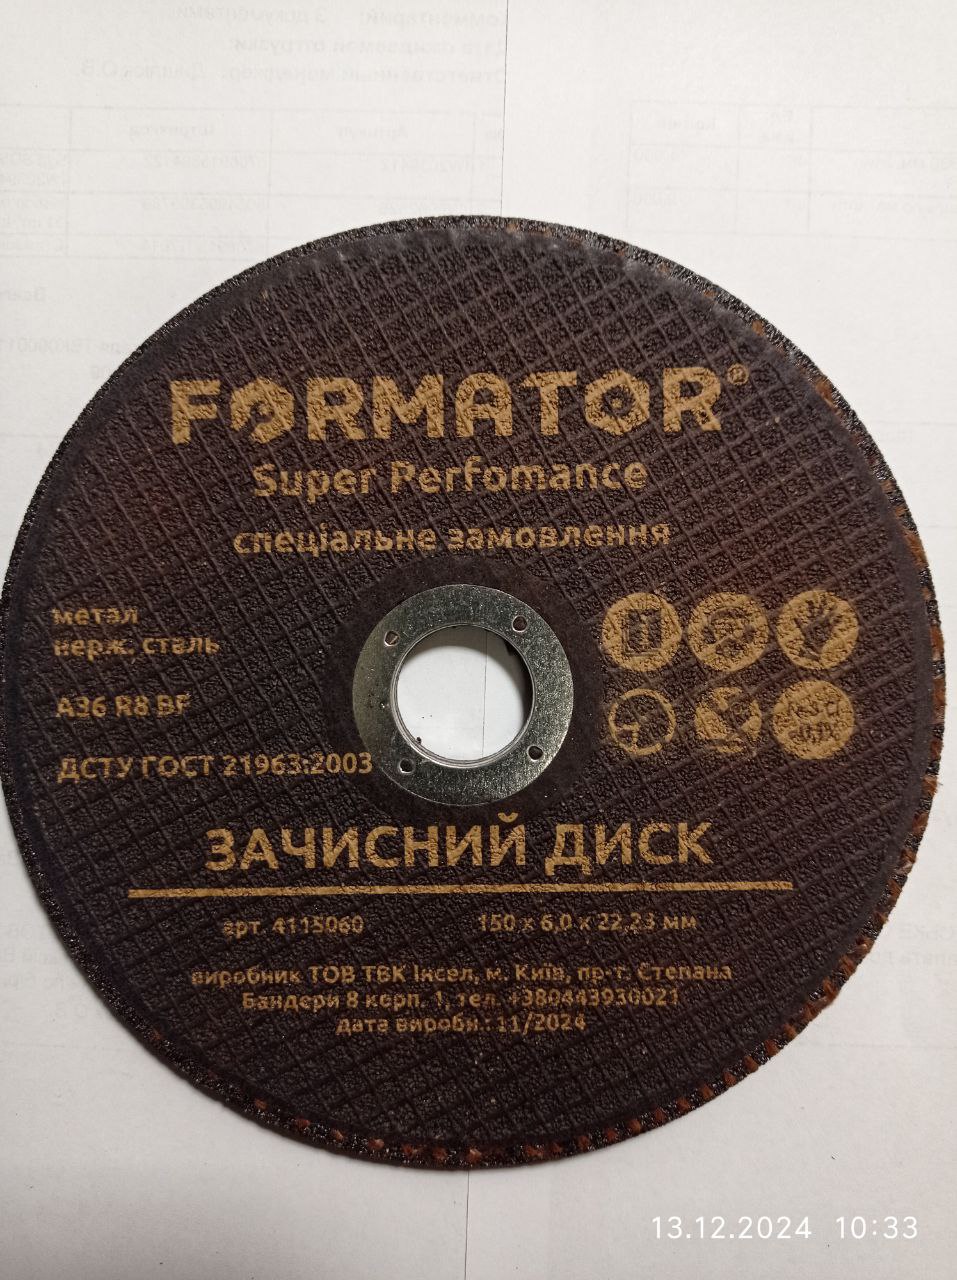 FORMATOR®
Super Perfomance
спеціальне замовлення
метал
нерж. сталь
A36 R8 BF
ДСТУ ГОСТ 21963:2003
ЗАЧИСНИЙ ДИСК
арт. 4115060 150 x 6,0 x 22,23 мм
виробник ТОВ ТВК Інсел, м. Київ, пр-т. Степана
Бандери 8 корп. 1, тел. +380443930021
дата виробн.: 11/2024
13.12.2024 10:33